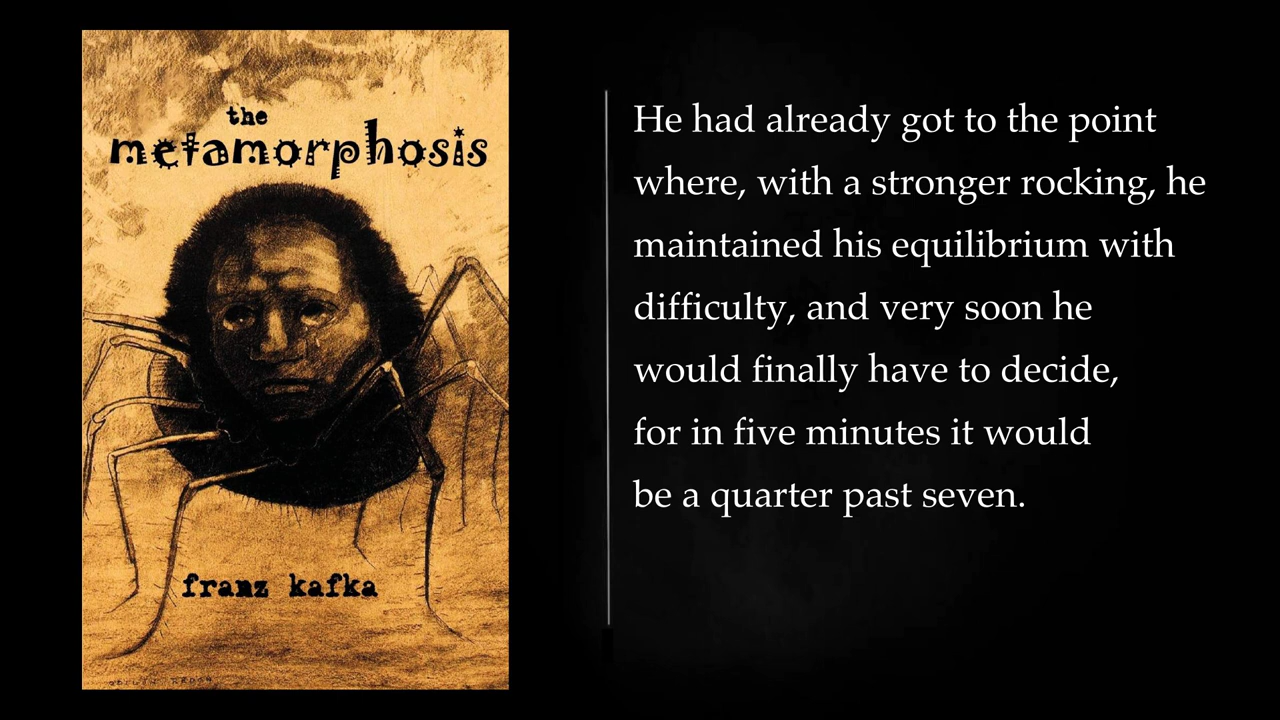 the
metamorphosis
franz kafka
ODILON REDON
He had already got to the point
where, with a stronger rocking, he
maintained his equilibrium with
difficulty, and very soon he
would finally have to decide,
for in five minutes it would
be a quarter past seven.